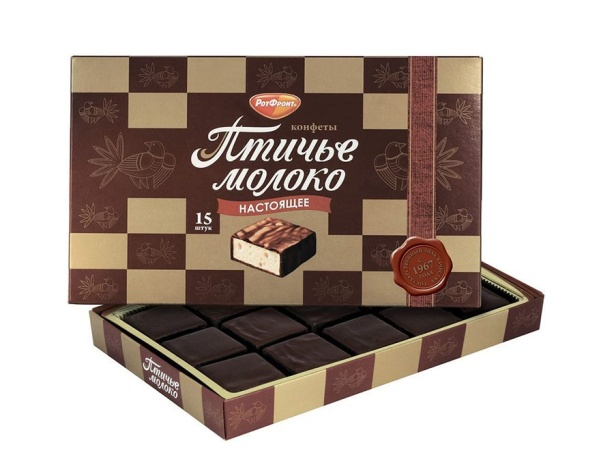 РотФронт
конфеты
Птичье
молоко
НАСТОЯЩЕЕ
15
штук
1967
Птичье
молоко